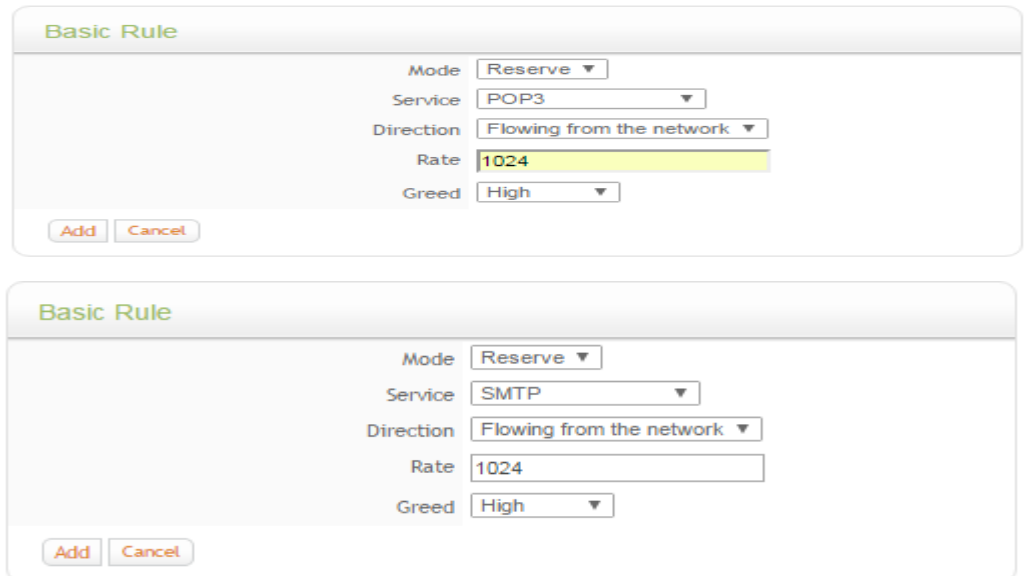 Basic Rule
Mode Reserve
Service POP3
Direction Flowing from the network
Rate 1024
Greed High
Add Cancel
Basic Rule
Mode Reserve
Service SMTP
Direction Flowing from the network
Rate 1024
Greed High
Add Cancel